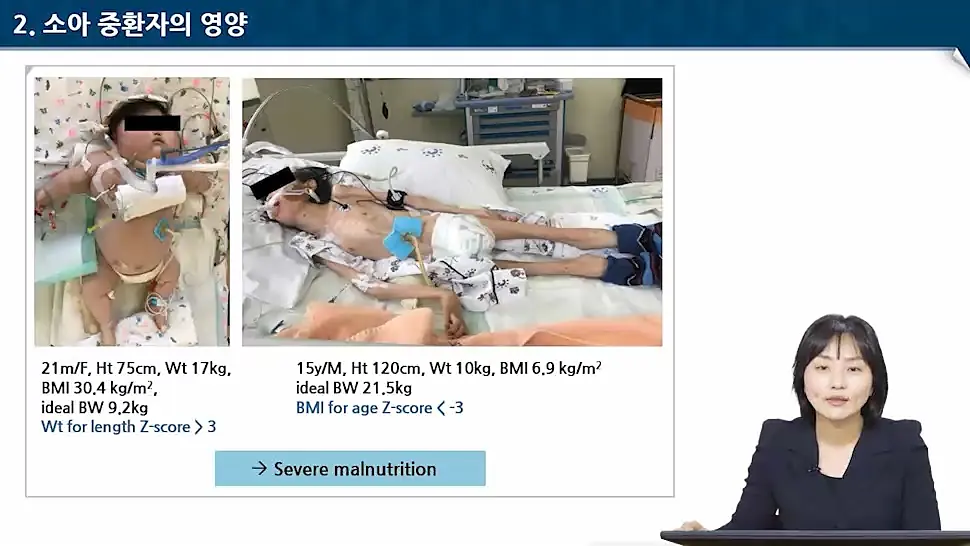 2. 소아 중환자의 영양
21m/F, Ht 75cm, Wt 17kg,
BMI 30.4 kg/m²,
ideal BW 9.2kg
Wt for length Z-score > 3
15y/M, Ht 120cm, Wt 10kg, BMI 6.9 kg/m²
ideal BW 21.5kg
BMI for age Z-score < -3
→ Severe malnutrition